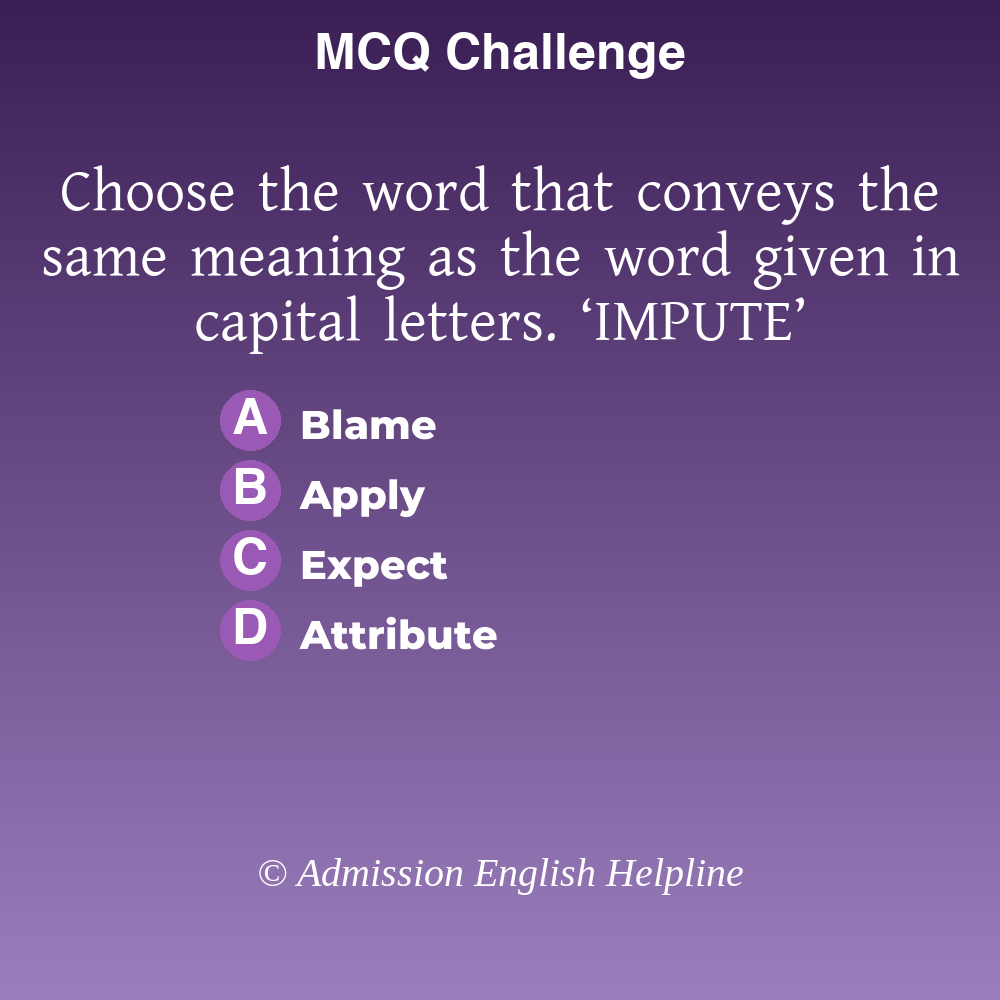 MCQ Challenge
Choose the word that conveys the
same meaning as the word given in
capital letters. ‘IMPUTE’
A Blame
B Apply
C Expect
D Attribute
© Admission English Helpline